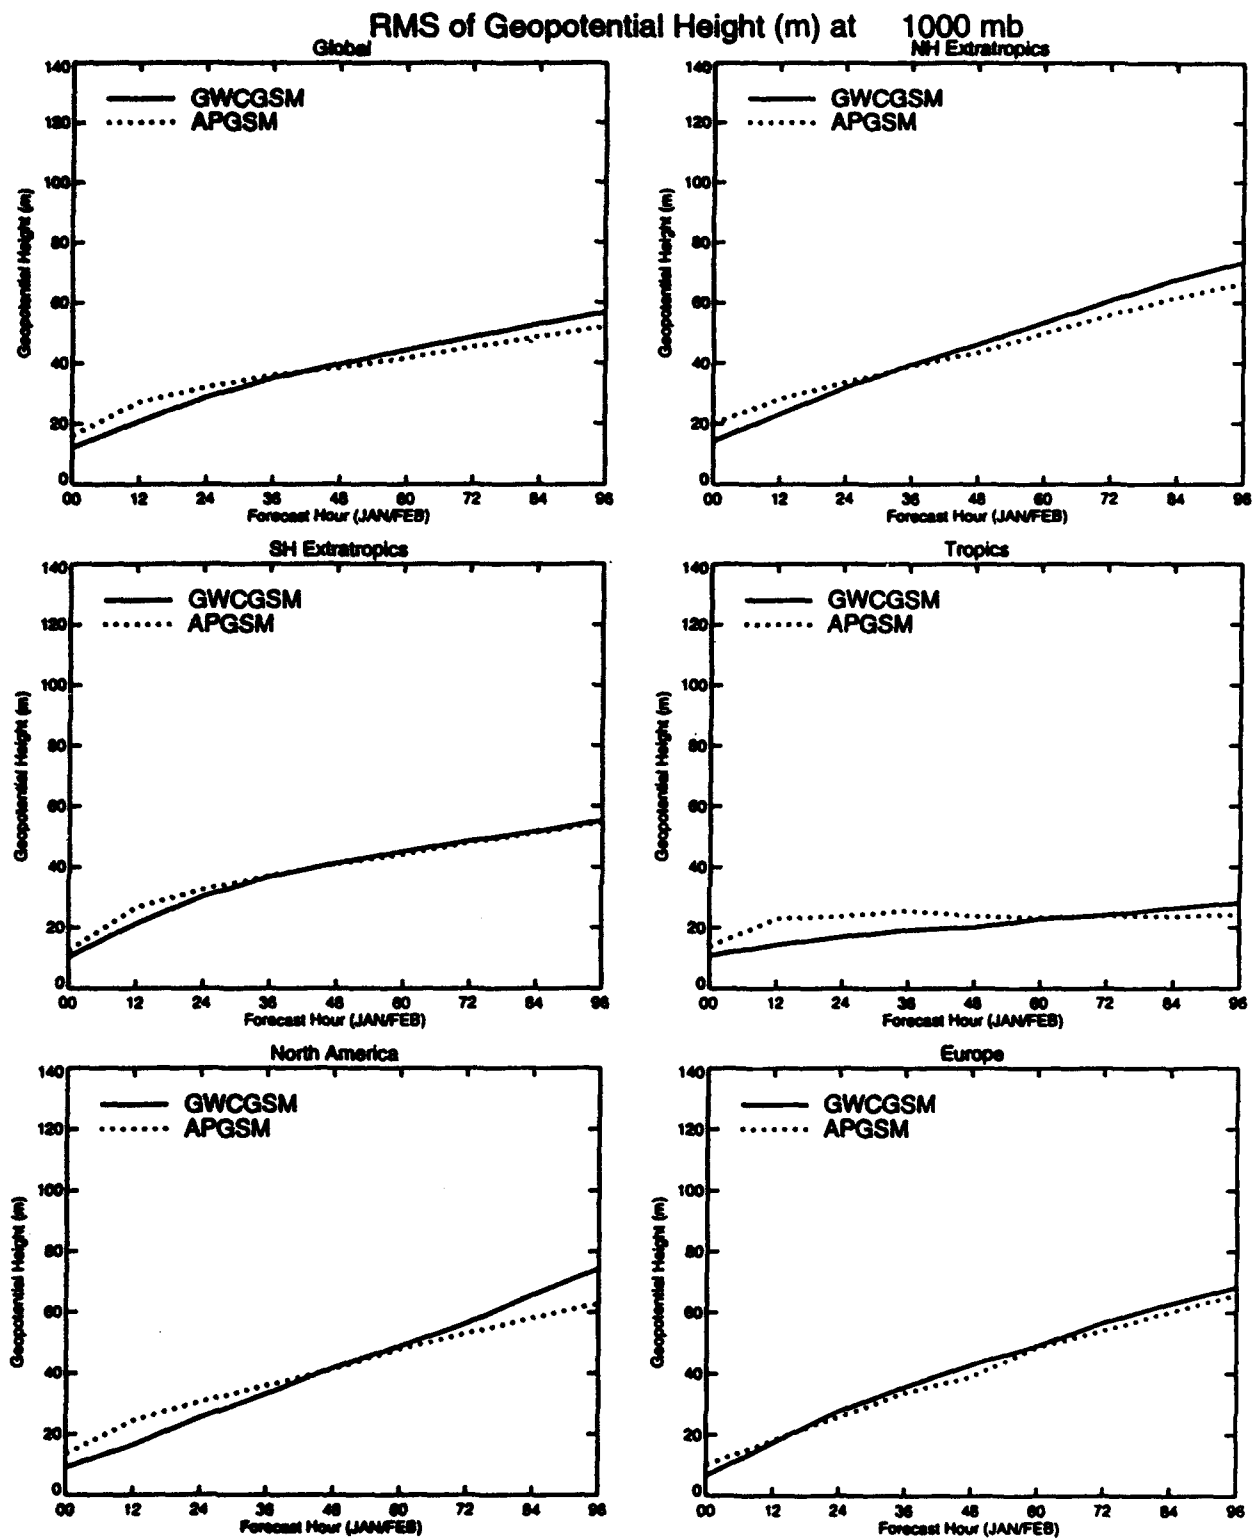 RMS of Geopotential Height (m) at 1000 mb
Global
140
120
100
80
60
40
20
0
Geopotential Height (m)
GWCGSM
APGSM
00 12 24 36 48 60 72 84 96
Forecast Hour (JAN/FEB)
NH Extratropics
140
120
100
80
60
40
20
0
Geopotential Height (m)
GWCGSM
APGSM
00 12 24 36 48 60 72 84 96
Forecast Hour (JAN/FEB)
SH Extratropics
140
120
100
80
60
40
20
0
Geopotential Height (m)
GWCGSM
APGSM
00 12 24 36 48 60 72 84 96
Forecast Hour (JAN/FEB)
Tropics
140
120
100
80
60
40
20
0
Geopotential Height (m)
GWCGSM
APGSM
00 12 24 36 48 60 72 84 96
Forecast Hour (JAN/FEB)
North America
140
120
100
80
60
40
20
0
Geopotential Height (m)
GWCGSM
APGSM
00 12 24 36 48 60 72 84 96
Forecast Hour (JAN/FEB)
Europe
140
120
100
80
60
40
20
0
Geopotential Height (m)
GWCGSM
APGSM
00 12 24 36 48 60 72 84 96
Forecast Hour (JAN/FEB)